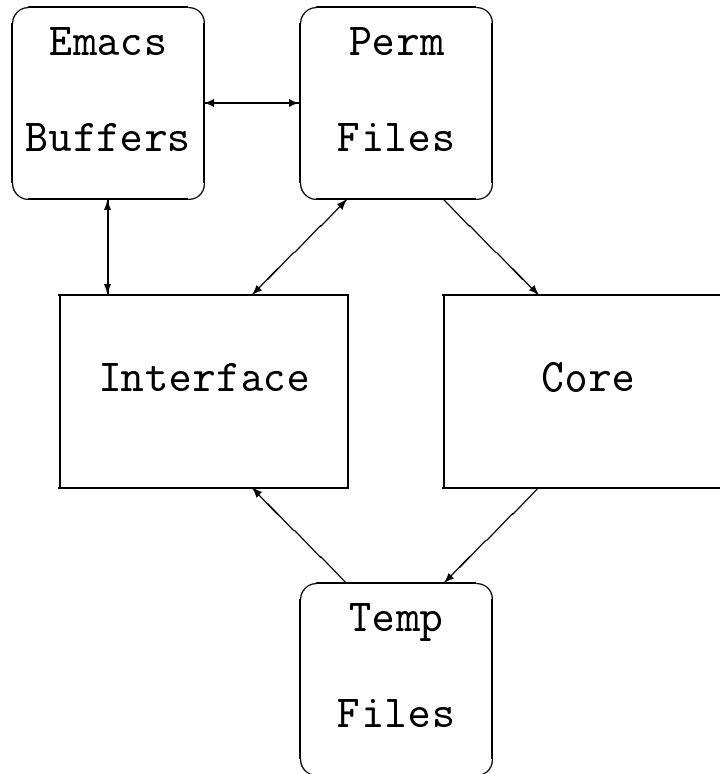 Emacs
Buffers
Perm
Files
Interface
Core
Temp
Files